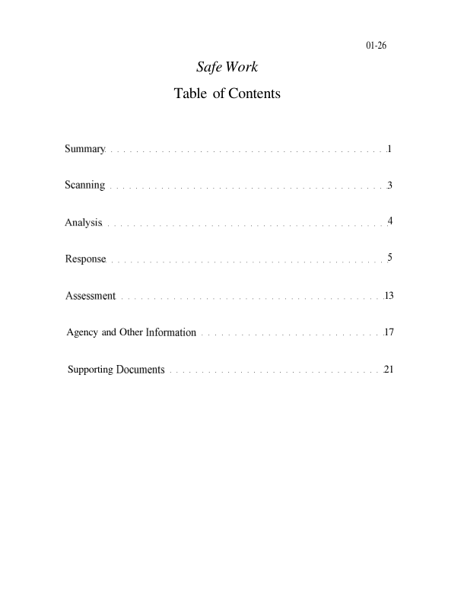 01-26
Safe Work
Table of Contents
Summary. . . . . . . . . . . . . . . . . . . . . . . . . . . . . . . . . . . . . . . . . . . 1
Scanning . . . . . . . . . . . . . . . . . . . . . . . . . . . . . . . . . . . . . . . . . . 3
Analysis . . . . . . . . . . . . . . . . . . . . . . . . . . . . . . . . . . . . . . . . . . . 4
Response . . . . . . . . . . . . . . . . . . . . . . . . . . . . . . . . . . . . . . . . . . 5
Assessment . . . . . . . . . . . . . . . . . . . . . . . . . . . . . . . . . . . . . . . . 13
Agency and Other Information . . . . . . . . . . . . . . . . . . . . . . . . . . . . 17
Supporting Documents . . . . . . . . . . . . . . . . . . . . . . . . . . . . . . . . . 21